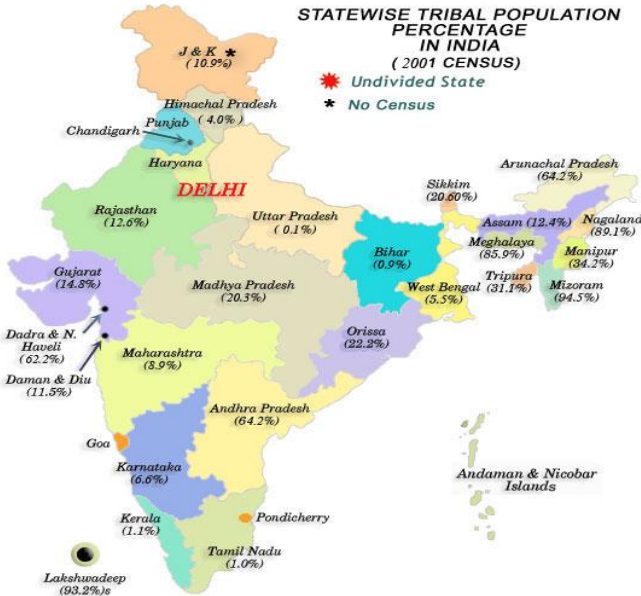 STATEWISE TRIBAL POPULATION
PERCENTAGE
IN INDIA
( 2001 CENSUS)
Undivided State
* No Census
J & K *
( 10.9%)
Himachal Pradesh
( 4.0% )
Punjab
Chandigarh
Haryana
DELHI
Rajasthan
(12.6%)
Uttar Pradesh
( 0.1%)
Sikkim
(20.60%)
Arunachal Pradesh
(64.2%)
Assam (12.4%)
Nagaland
(89.1%)
Meghalaya
(85.9%)
Manipur
(34.2%)
Tripura
(31.1%)
Mizoram
(94.5%)
Bihar
(0.9%)
West Bengal
(5.5%)
Gujarat
(14.8%)
Madhya Pradesh
(20.3%)
Orissa
(22.2%)
Dadra & N.
Haveli
(62.2%)
Daman & Diu
(11.5%)
Maharashtra
(8.9%)
Andhra Pradesh
(64.2%)
Goa
Karnataka
(6.6%)
Andaman & Nicobar
Islands
Kerala
(1.1%)
Pondicherry
Tamil Nadu
(1.0%)
Lakshwadeep
(93.2%)s